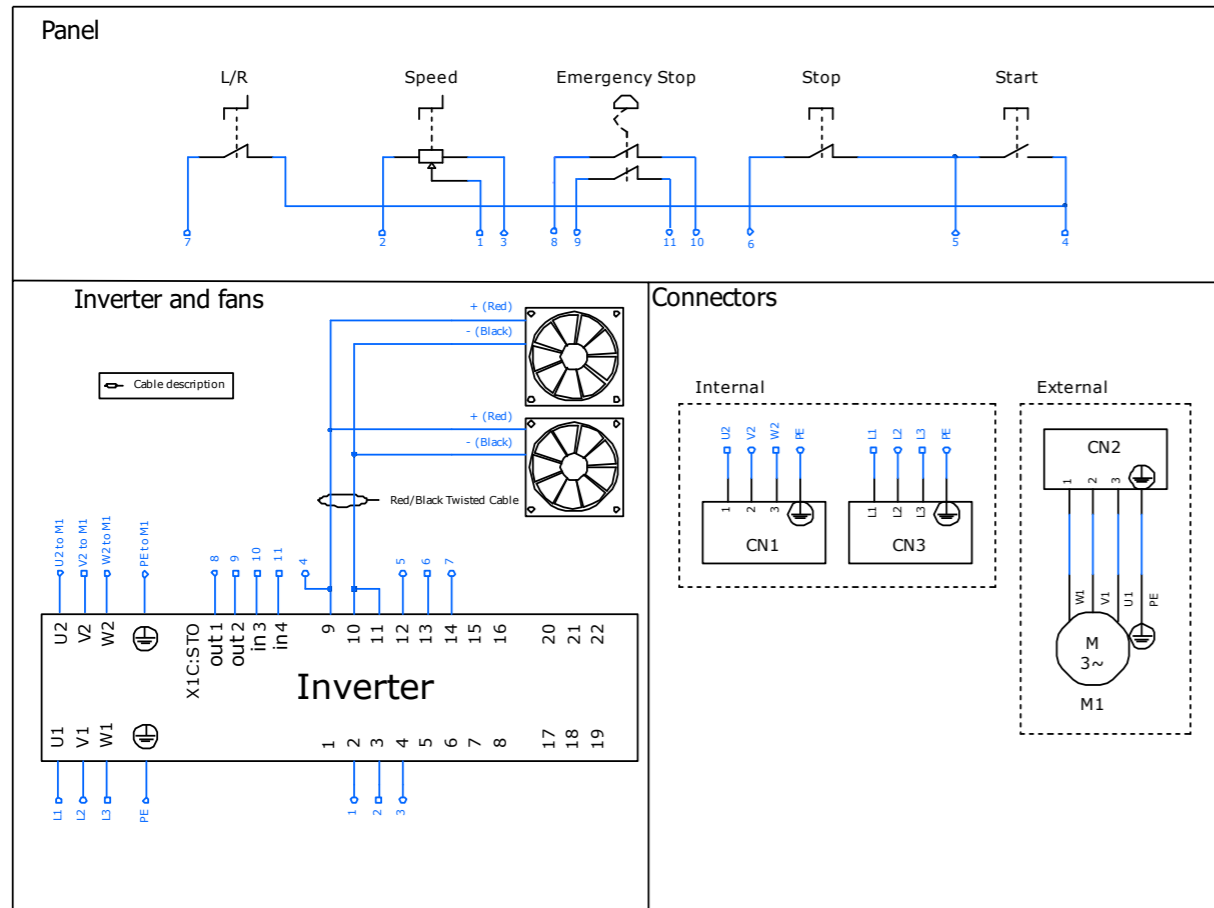 Panel
L/R
Speed
Emergency Stop
Stop
Start
7
2
1
3
8
9
11
10
6
5
4
Inverter and fans
+ (Red)
- (Black)
Cable description
+ (Red)
- (Black)
Red/Black Twisted Cable
U2 to M1
V2 to M1
W2 to M1
PE to M1
8
9
10
11
4
5
6
7
U2
V2
W2
X1C:STO
out 1
out 2
in 3
in 4
9
10
11
12
13
14
15
16
20
21
22
Inverter
U1
V1
W1
1
2
3
4
5
6
7
8
17
18
19
L1
L2
L3
PE
1
2
3
Connectors
Internal
U2
V2
W2
PE
1
2
3
CN1
L1
L2
L3
PE
L1
L2
L3
CN3
External
CN2
1
2
3
W1
V1
U1
PE
M
3~
M1